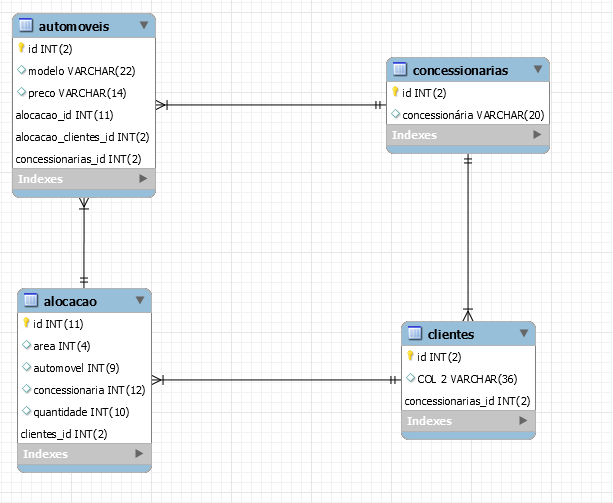 automoveis
id INT(2)
modelo VARCHAR(22)
preco VARCHAR(14)
alocacao_id INT(11)
alocacao_clientes_id INT(2)
concessionarias_id INT(2)
Indexes
concessionarias
id INT(2)
concessionária VARCHAR(20)
Indexes
alocacao
id INT(11)
area INT(4)
automovel INT(9)
concessionaria INT(12)
quantidade INT(10)
clientes_id INT(2)
Indexes
clientes
id INT(2)
COL 2 VARCHAR(36)
concessionarias_id INT(2)
Indexes